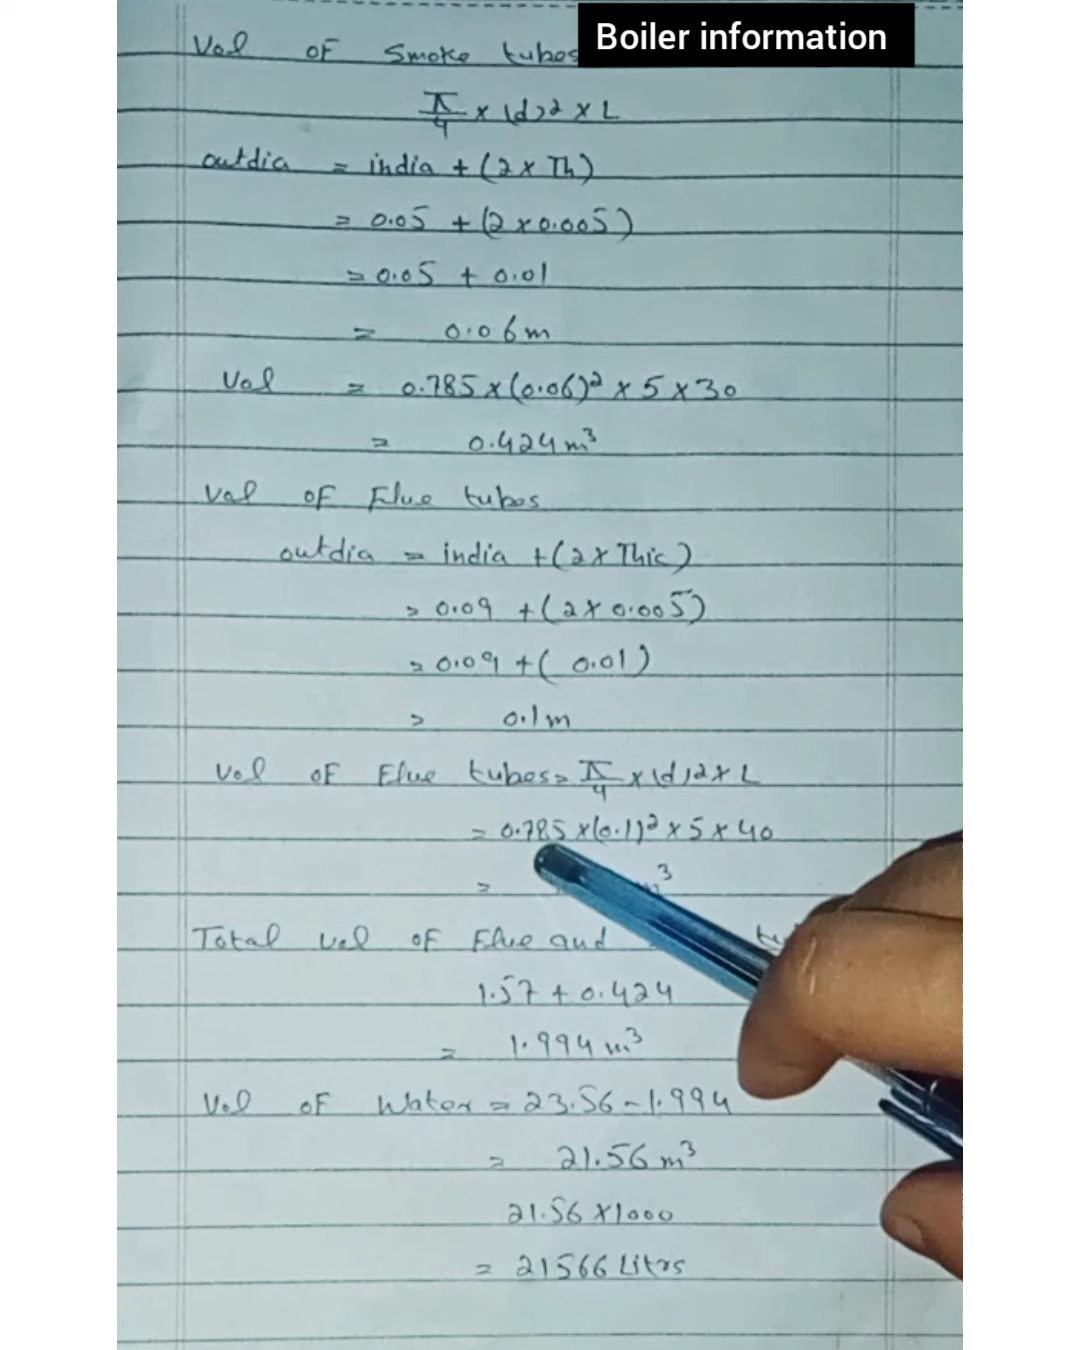 Boiler information
Vol of Smoke tubes
π/4 × (d)2 × L
outdia = india + (2 × Th)
= 0.05 + (2 × 0.005)
= 0.05 + 0.01
= 0.06 m
Vol = 0.785 × (0.06)² × 5 × 30
= 0.424 m³
Vol of Flue tubes
outdia = india + (2 × Thic)
= 0.09 + (2 × 0.005)
= 0.09 + ( 0.01)
= 0.1 m
Vol of Flue tubes = π/4 × (d)2 × L
= 0.785 × (0.1)² × 5 × 40
= m³
Total Vol of Flue and
1.57 + 0.424
= 1.994 m³
Vol of Water = 23.56 - 1.994
= 21.56 m³
21.56 × 1000
= 21566 Litrs